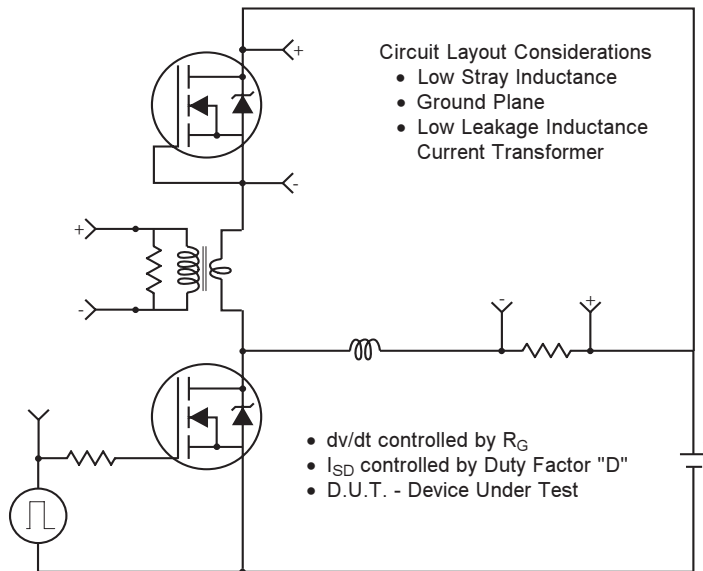 +
Circuit Layout Considerations
• Low Stray Inductance
• Ground Plane
• Low Leakage Inductance
Current Transformer
-
+
-
-
+
• dv/dt controlled by RG
• ISD controlled by Duty Factor "D"
• D.U.T. - Device Under Test